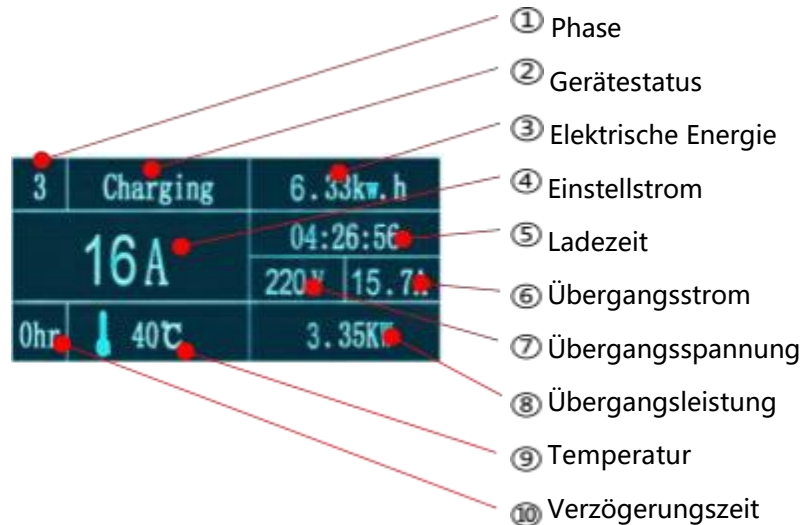 ① Phase
② Gerätestatus
③ Elektrische Energie
④ Einstellstrom
⑤ Ladezeit
⑥ Übergangsstrom
⑦ Übergangsspannung
⑧ Übergangsleistung
⑨ Temperatur
⑩ Verzögerungszeit
3 Charging 6.33kw.h
16A 04:26:56
220V 15.7A
0hr 40℃ 3.35KW